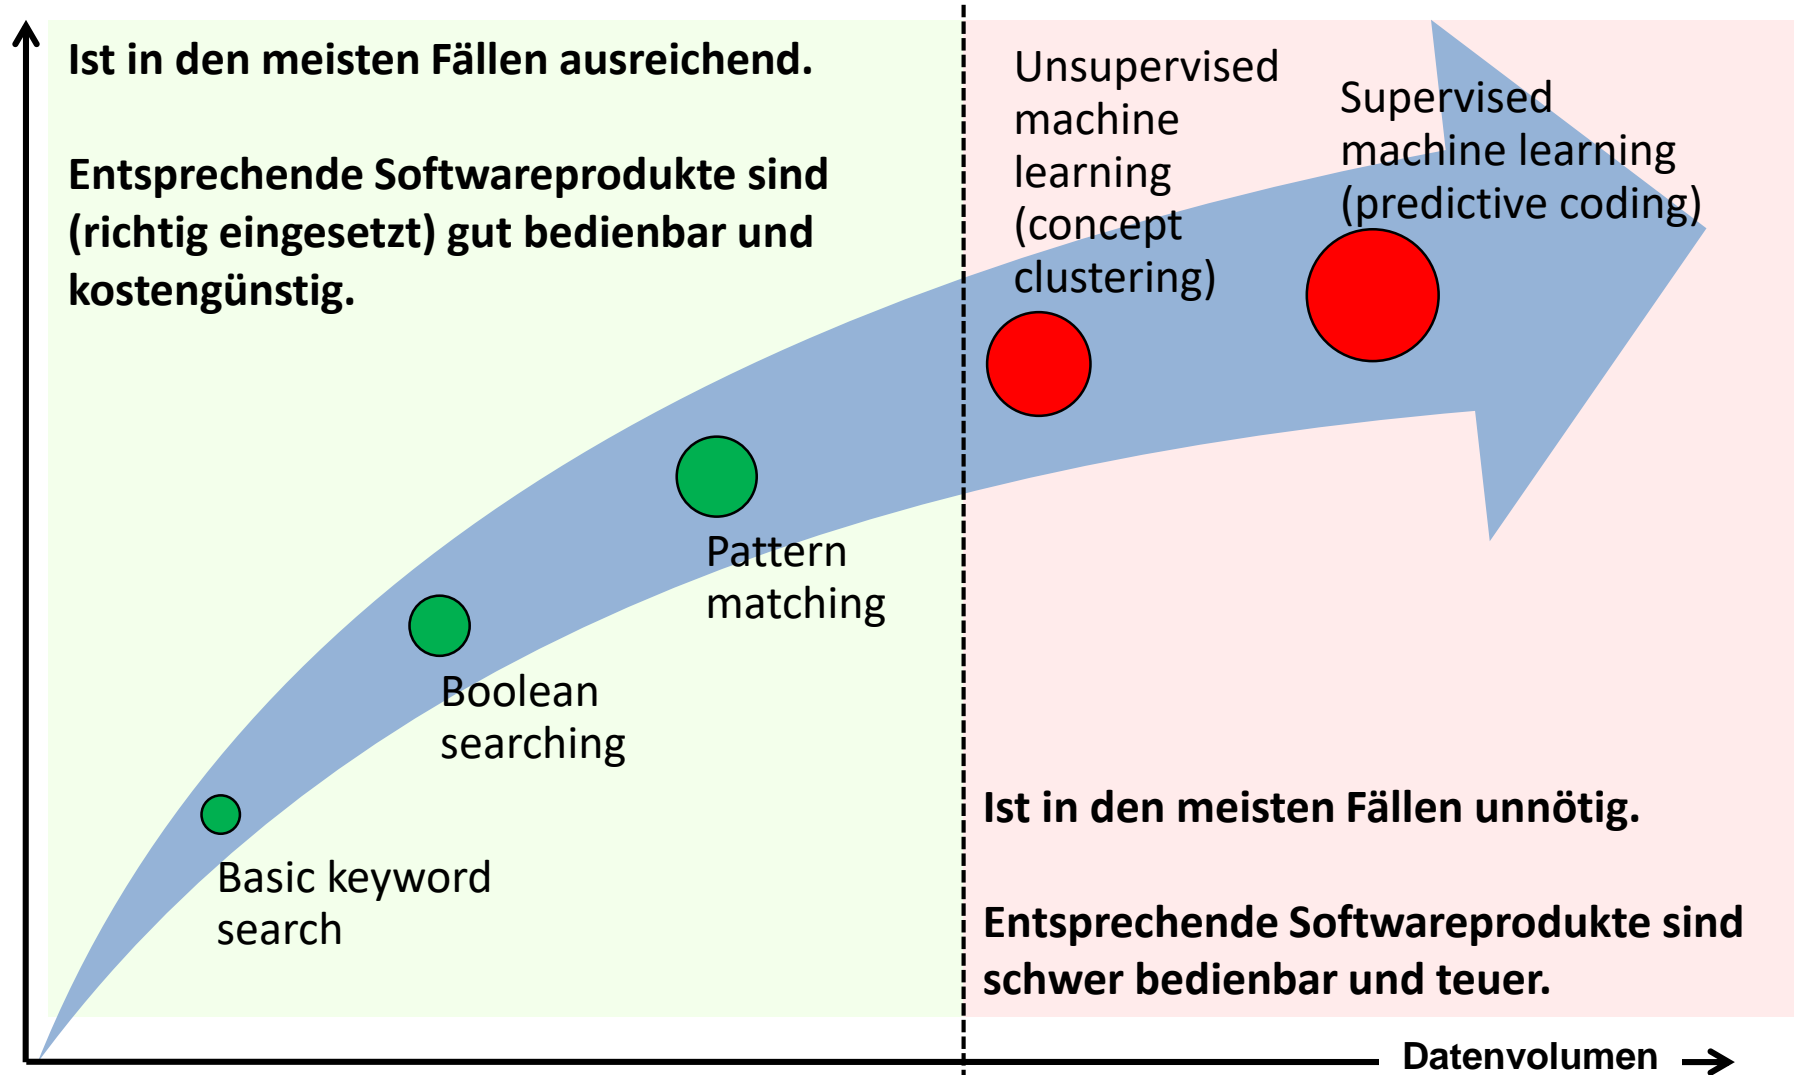 Ist in den meisten Fällen ausreichend.
Entsprechende Softwareprodukte sind
(richtig eingesetzt) gut bedienbar und
kostengünstig.
Unsupervised
machine
learning
(concept
clustering)
Supervised
machine learning
(predictive coding)
Pattern
matching
Boolean
searching
Basic keyword
search
Ist in den meisten Fällen unnötig.
Entsprechende Softwareprodukte sind
schwer bedienbar und teuer.
Datenvolumen